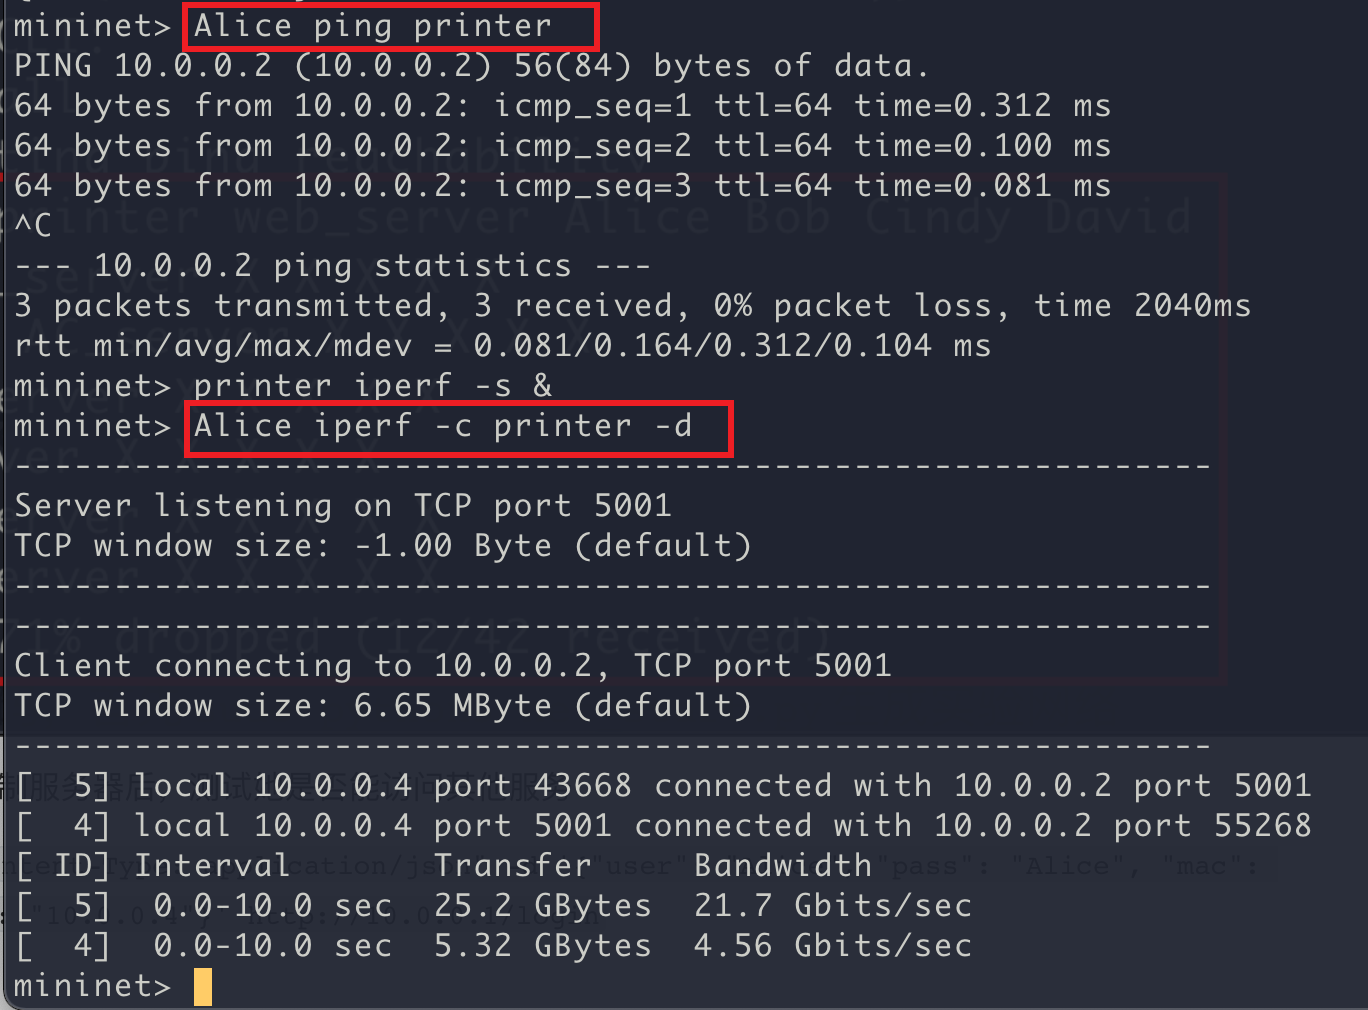 mininet> Alice ping printer
PING 10.0.0.2 (10.0.0.2) 56(84) bytes of data.
64 bytes from 10.0.0.2: icmp_seq=1 ttl=64 time=0.312 ms
64 bytes from 10.0.0.2: icmp_seq=2 ttl=64 time=0.100 ms
64 bytes from 10.0.0.2: icmp_seq=3 ttl=64 time=0.081 ms
^C
--- 10.0.0.2 ping statistics ---
3 packets transmitted, 3 received, 0% packet loss, time 2040ms
rtt min/avg/max/mdev = 0.081/0.164/0.312/0.104 ms
mininet> printer iperf -s &
mininet> Alice iperf -c printer -d
------------------------------------------------------------
Server listening on TCP port 5001
TCP window size: -1.00 Byte (default)
------------------------------------------------------------
------------------------------------------------------------
Client connecting to 10.0.0.2, TCP port 5001
TCP window size: 6.65 MByte (default)
------------------------------------------------------------
[  5] local 10.0.0.4 port 43668 connected with 10.0.0.2 port 5001
[  4] local 10.0.0.4 port 5001 connected with 10.0.0.2 port 55268
[ ID] Interval       Transfer     Bandwidth
[  5]  0.0-10.0 sec  25.2 GBytes  21.7 Gbits/sec
[  4]  0.0-10.0 sec  5.32 GBytes  4.56 Gbits/sec
mininet>